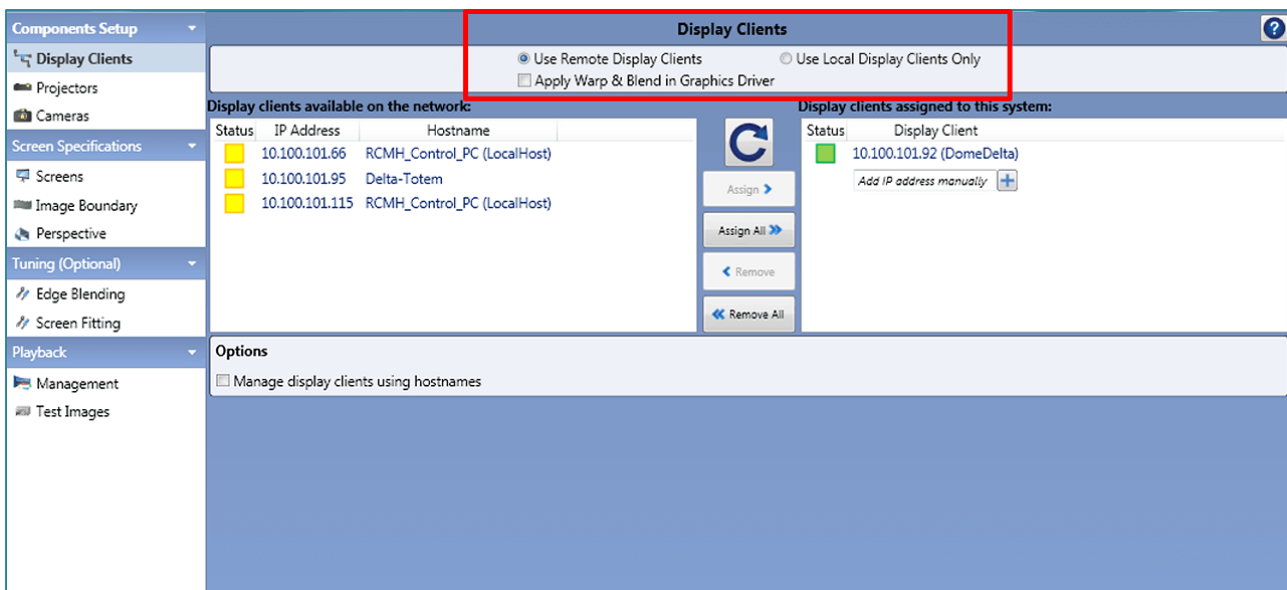 Components Setup
Display Clients
Projectors
Cameras
Screen Specifications
Screens
Image Boundary
Perspective
Tuning (Optional)
Edge Blending
Screen Fitting
Playback
Management
Test Images
Display Clients
?
Use Remote Display Clients Use Local Display Clients Only
Apply Warp & Blend in Graphics Driver
Display clients available on the network:
Status IP Address Hostname
10.100.101.66 RCMH_Control_PC (LocalHost)
10.100.101.95 Delta-Totem
10.100.101.115 RCMH_Control_PC (LocalHost)
Assign
Assign All
Remove
Remove All
Display clients assigned to this system:
Status Display Client
10.100.101.92 (DomeDelta)
Add IP address manually
Options
Manage display clients using hostnames